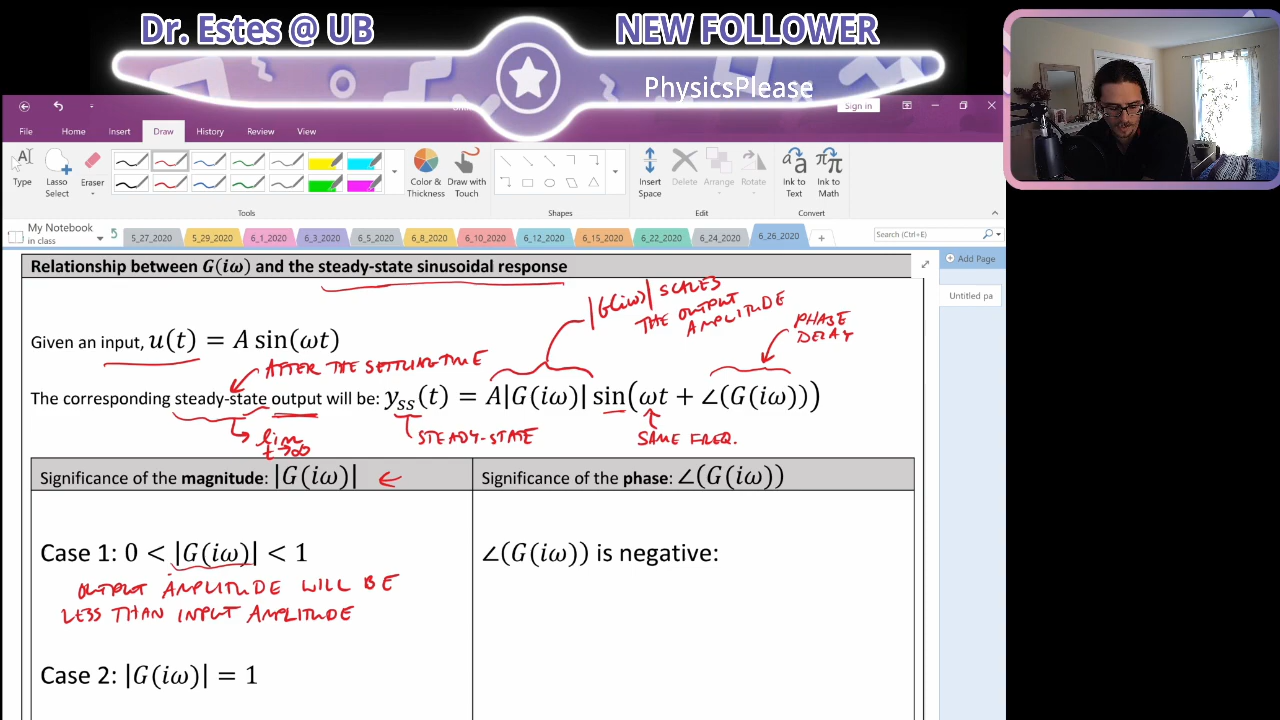 Dr. Estes @ UB
NEW FOLLOWER
PhysicsPlease
Sign in
File Home Insert Draw History Review View
Type
Lasso Select
Eraser
Color & Thickness
Draw with Touch
Insert Space
Delete
Arrange
Rotate
Ink to Text
Ink to Math
Tools
Shapes
Edit
Convert
My Notebook
in class
5_27_2020 5_29_2020 6_1_2020 6_3_2020 6_5_2020 6_8_2020 6_10_2020 6_12_2020 6_15_2020 6_22_2020 6_24_2020 6_26_2020 +
Search (Ctrl+E)
Add Page
Untitled pa
Relationship between G(iω) and the steady-state sinusoidal response
|G(iω)| SCALES
THE OUTPUT
AMPLITUDE
PHASE
DELAY
Given an input, u(t) = A sin(ωt)
AFTER THE SETTLING TIME
The corresponding steady-state output will be: yss(t) = A|G(iω)| sin(ωt + ∠(G(iω)))
lim
t→∞
STEADY-STATE
SAME FREQ.
Significance of the magnitude: |G(iω)| ←
Significance of the phase: ∠(G(iω))
Case 1: 0 < |G(iω)| < 1
OUTPUT AMPLITUDE WILL BE
LESS THAN INPUT AMPLITUDE
Case 2: |G(iω)| = 1
∠(G(iω)) is negative: